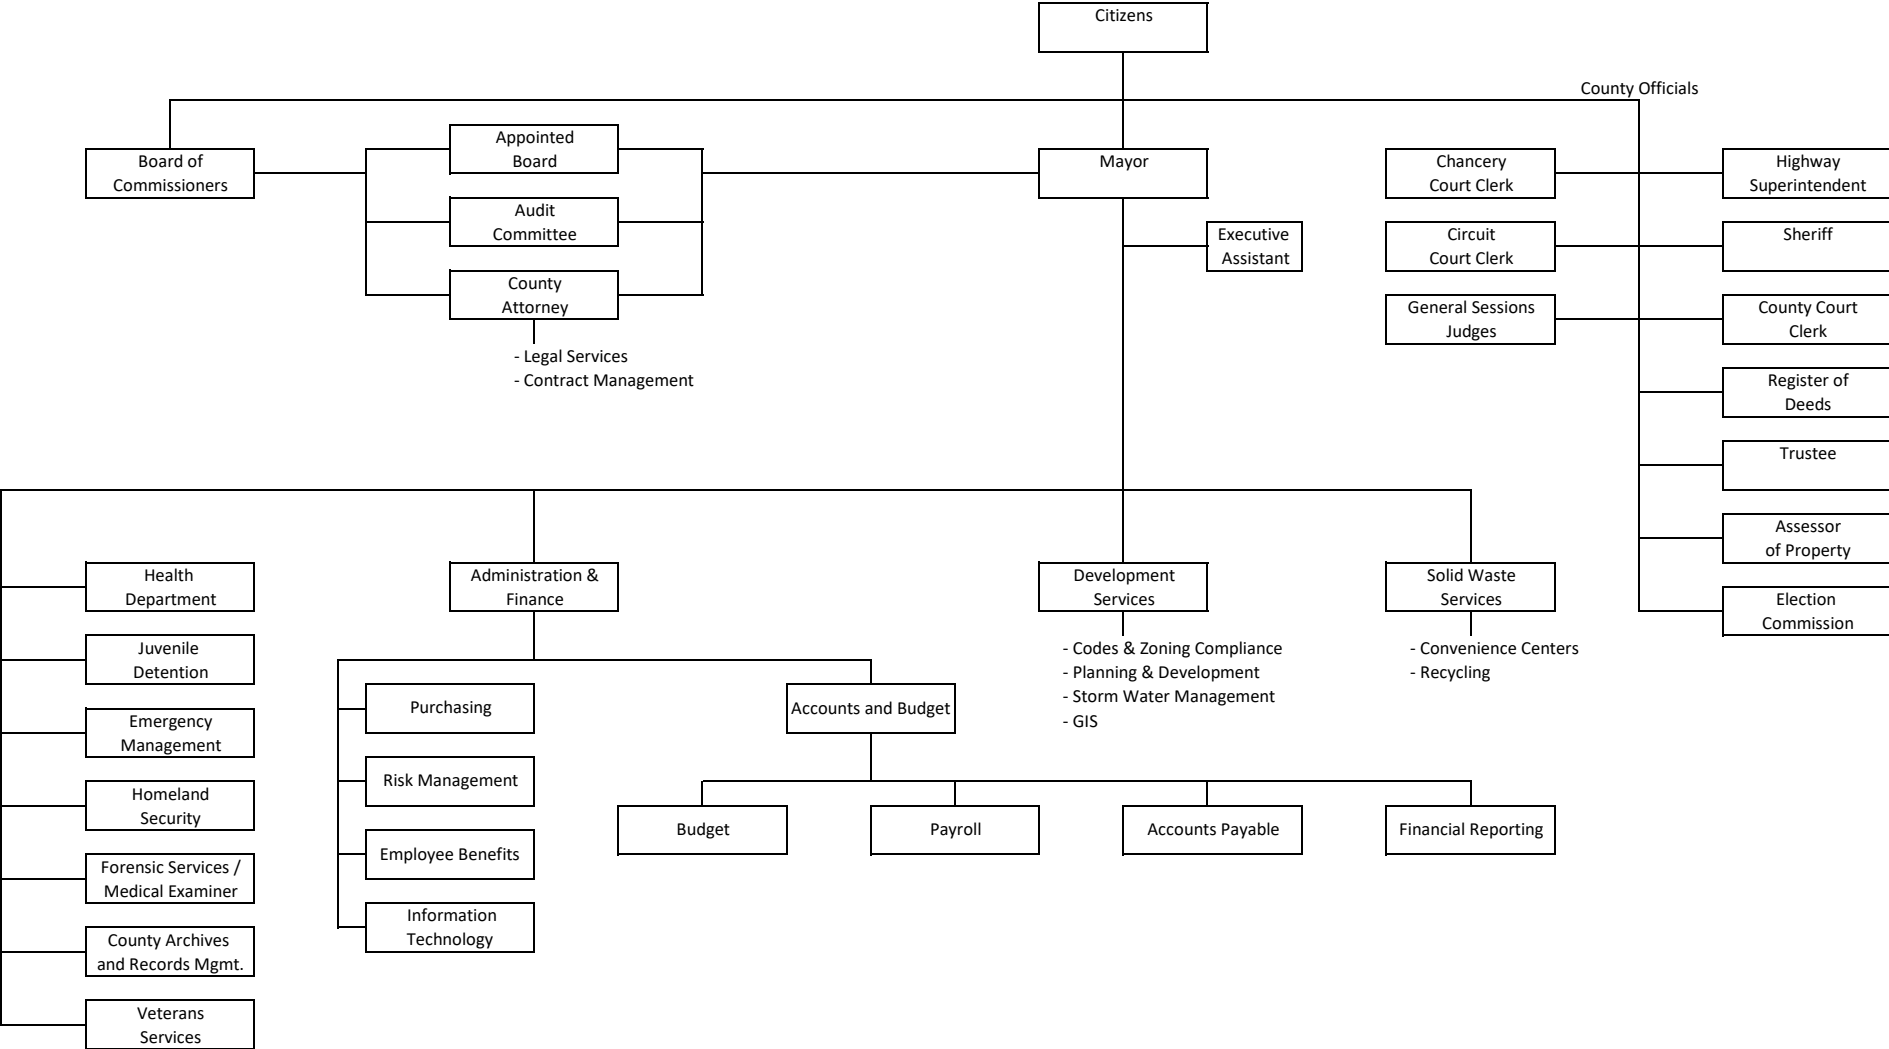 Citizens
County Officials
Board of
Commissioners
Appointed
Board
Audit
Committee
County
Attorney
- Legal Services
- Contract Management
Mayor
Executive
Assistant
Chancery
Court Clerk
Circuit
Court Clerk
General Sessions
Judges
Highway
Superintendent
Sheriff
County Court
Clerk
Register of
Deeds
Trustee
Assessor
of Property
Election
Commission
Health
Department
Juvenile
Detention
Emergency
Management
Homeland
Security
Forensic Services /
Medical Examiner
County Archives
and Records Mgmt.
Veterans
Services
Administration &
Finance
Purchasing
Risk Management
Employee Benefits
Information
Technology
Accounts and Budget
Budget
Payroll
Accounts Payable
Financial Reporting
Development
Services
- Codes & Zoning Compliance
- Planning & Development
- Storm Water Management
- GIS
Solid Waste
Services
- Convenience Centers
- Recycling